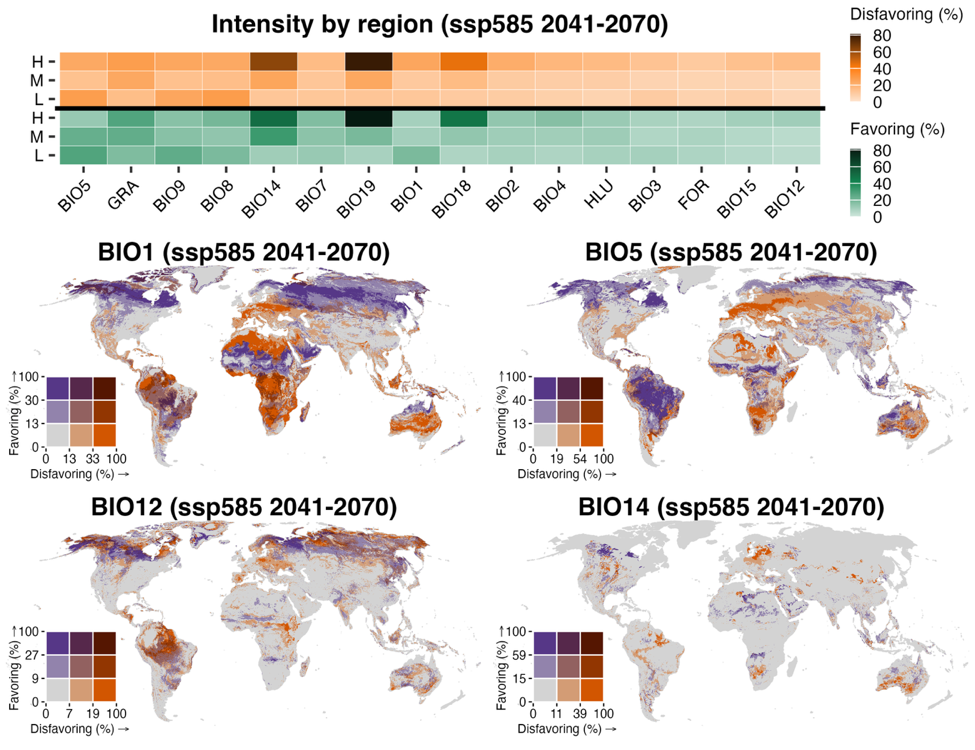 Intensity by region (ssp585 2041-2070)
H
M
L
H
M
L
BIO5 GRA BIO9 BIO8 BIO14 BIO7 BIO19 BIO1 BIO18 BIO2 BIO4 HLU BIO3 FOR BIO15 BIO12
Disfavoring (%)
80
60
40
20
0
Favoring (%)
80
60
40
20
0
BIO1 (ssp585 2041-2070)
Favoring (%) →
100
30
13
0
0 13 33 100
Disfavoring (%) →
BIO5 (ssp585 2041-2070)
Favoring (%) →
100
40
13
0
0 19 54 100
Disfavoring (%) →
BIO12 (ssp585 2041-2070)
Favoring (%) →
100
27
9
0
0 7 19 100
Disfavoring (%) →
BIO14 (ssp585 2041-2070)
Favoring (%) →
100
59
15
0
0 11 39 100
Disfavoring (%) →